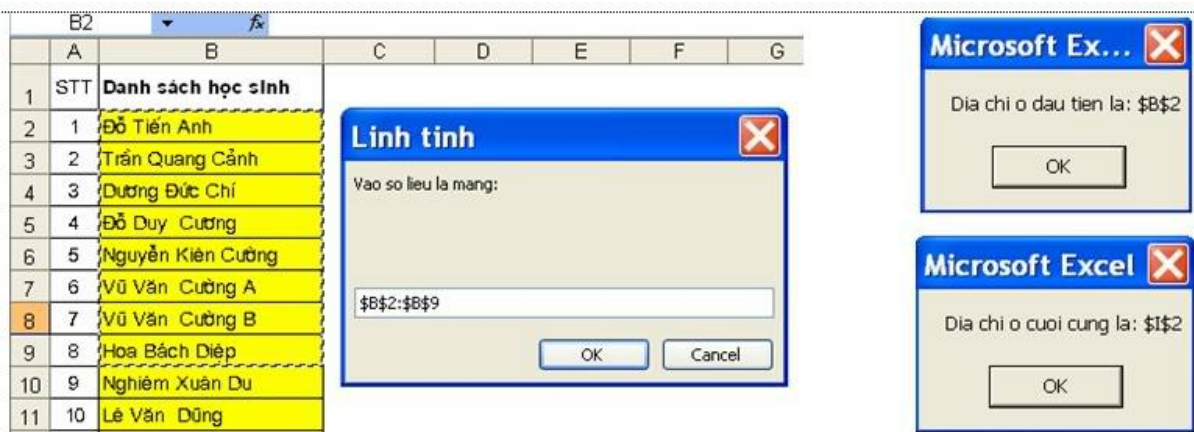 B2 fx
A B C D E F G
1 STT Danh sách học sinh
2 1 Đỗ Tiến Anh
3 2 Trần Quang Cảnh
4 3 Dương Đức Chí
5 4 Đỗ Duy Cương
6 5 Nguyễn Kiên Cường
7 6 Vũ Văn Cường A
8 7 Vũ Văn Cường B
9 8 Hoa Bách Diệp
10 9 Nghiêm Xuân Du
11 10 Lê Văn Dũng
Linh tinh
Vao so lieu la mang:
$B$2:$B$9
OK Cancel
Microsoft Ex...
Dia chi o dau tien la: $B$2
OK
Microsoft Excel
Dia chi o cuoi cung la: $I$2
OK